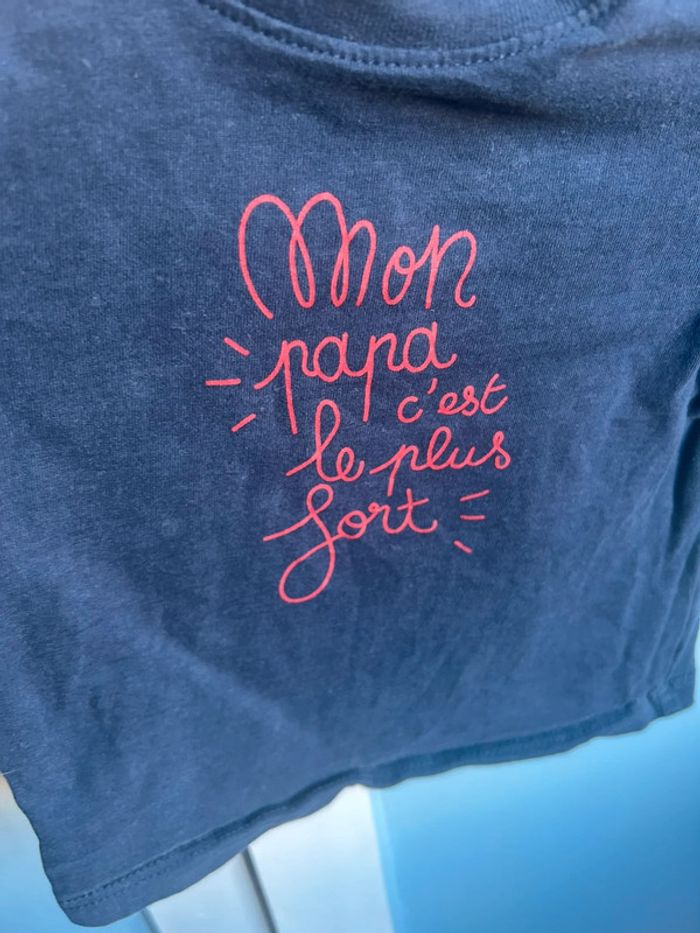 Mon
papa
c'est
le plus
fort